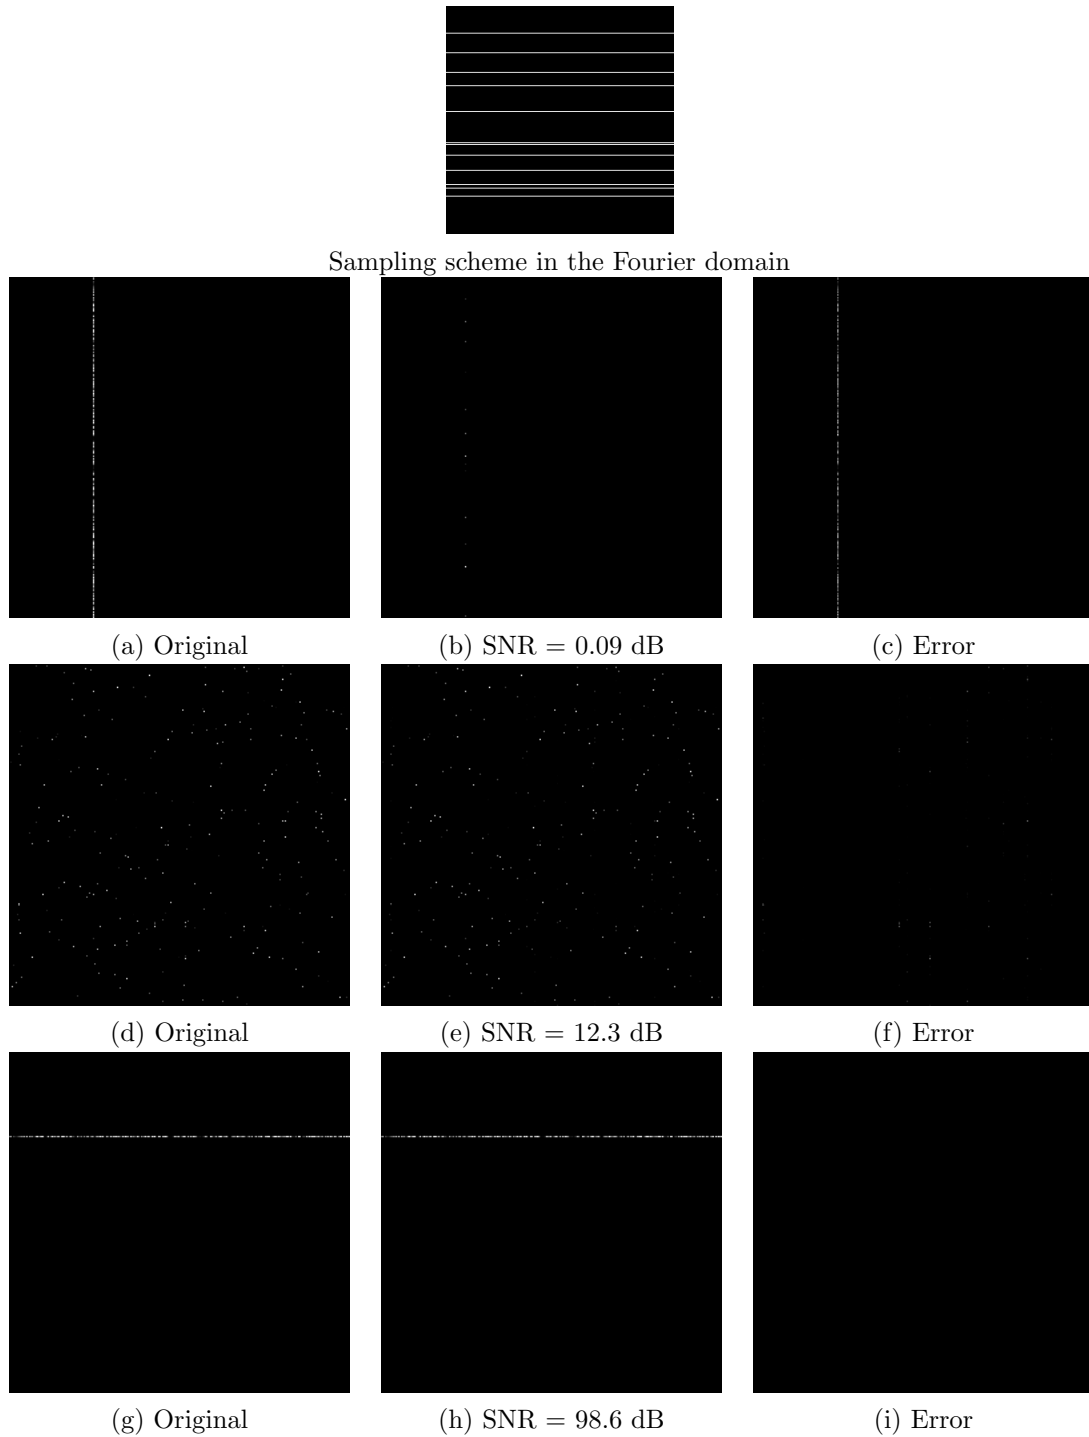 Sampling scheme in the Fourier domain
(a) Original
(b) SNR = 0.09 dB
(c) Error
(d) Original
(e) SNR = 12.3 dB
(f) Error
(g) Original
(h) SNR = 98.6 dB
(i) Error